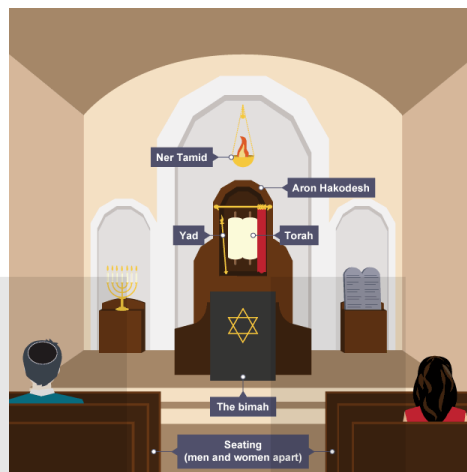 Ner Tamid
Aron Hakodesh
Yad
Torah
The bimah
Seating
(men and women apart)